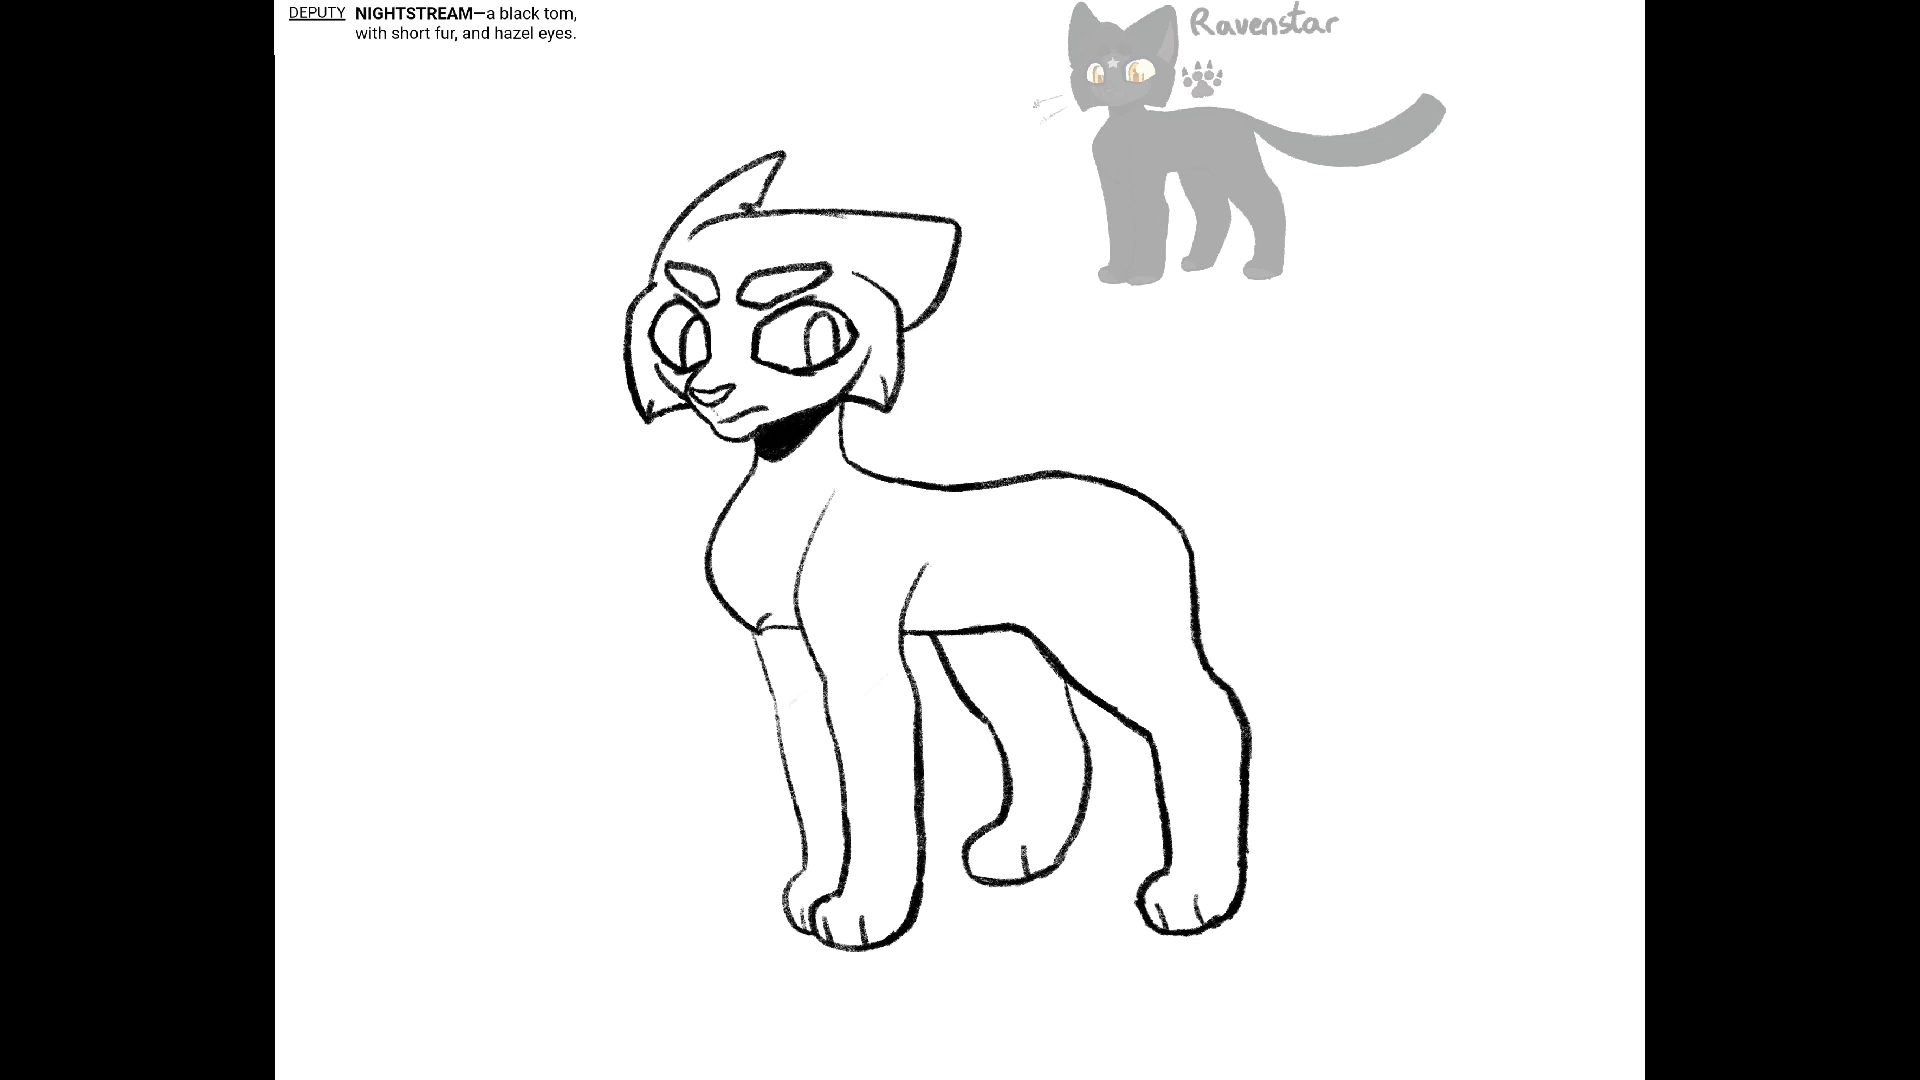 DEPUTY NIGHTSTREAM—a black tom,
with short fur, and hazel eyes.
Ravenstar